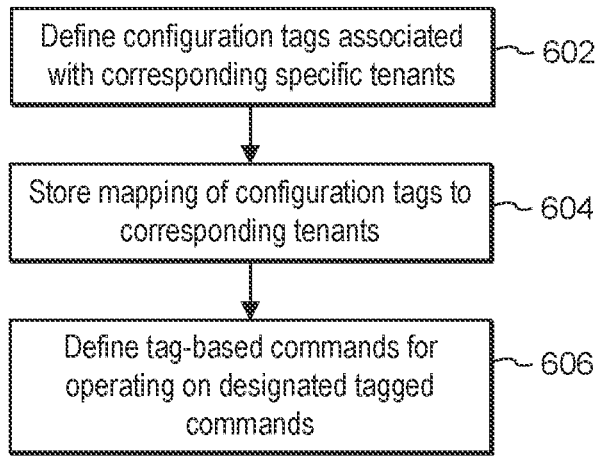 Define configuration tags associated
with corresponding specific tenants
602
Store mapping of configuration tags to
corresponding tenants
604
Define tag-based commands for
operating on designated tagged
commands
606